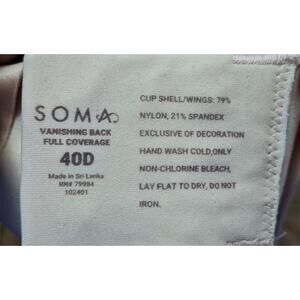 SOMA
VANISHING BACK
FULL COVERAGE
40D
Made in Sri Lanka
RN# 79984
102401
CUP SHELL/WINGS: 79%
NYLON, 21% SPANDEX
EXCLUSIVE OF DECORATION
HAND WASH COLD,ONLY
NON-CHLORINE BLEACH,
LAY FLAT TO DRY, DO NOT
IRON.